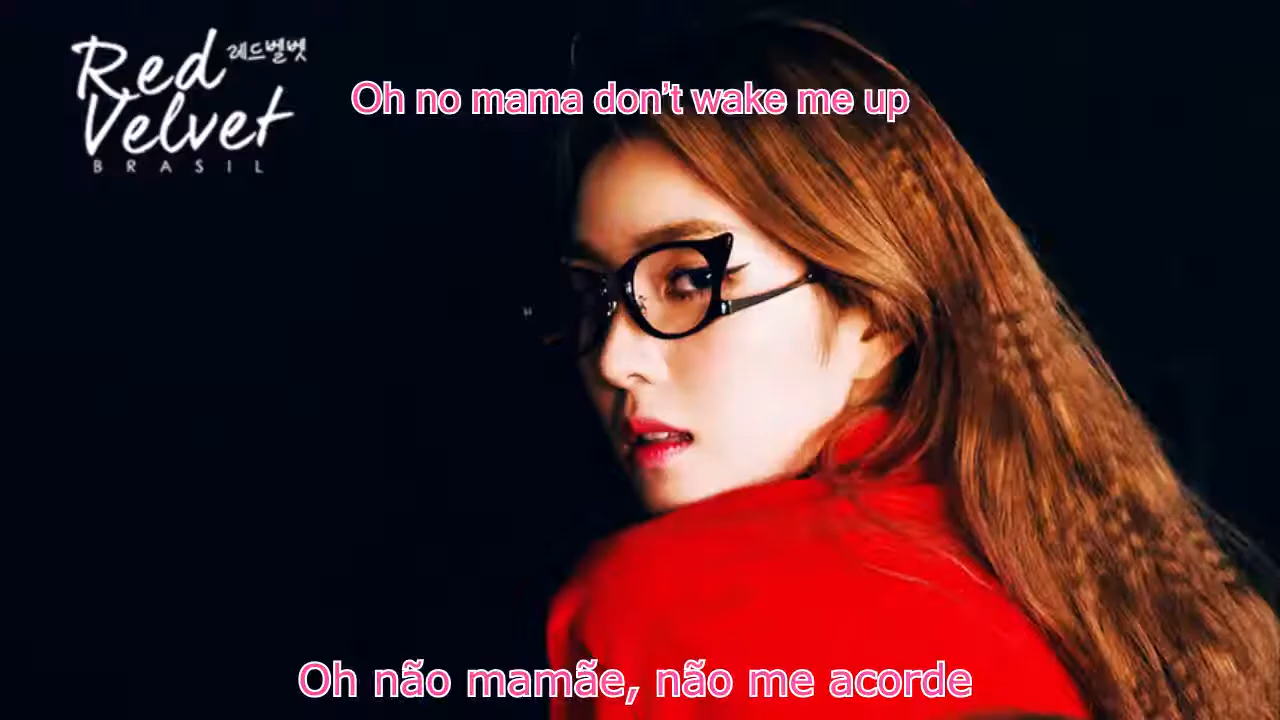 Red 레드벨벳
Velvet
BRASIL
Oh no mama don't wake me up
Oh não mamãe, não me acorde